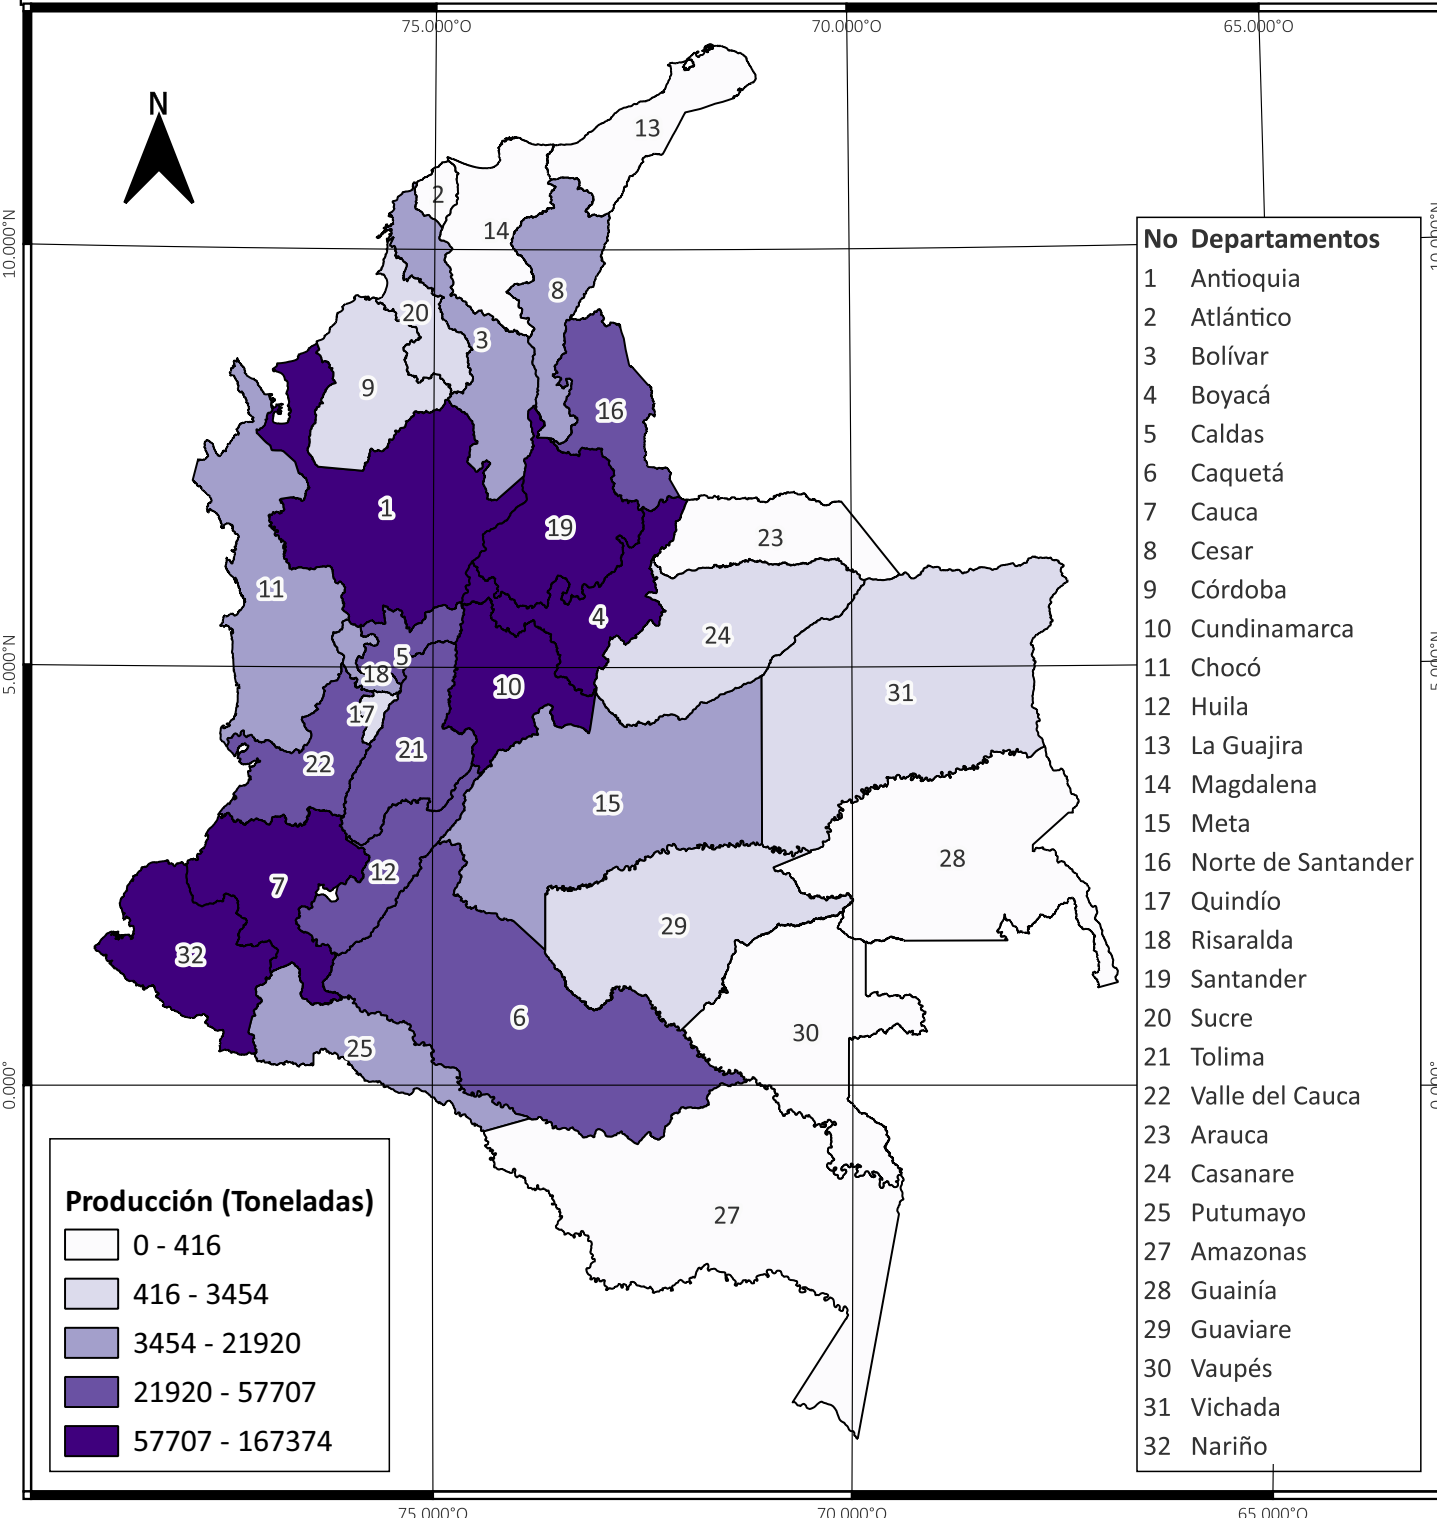 75.000°O
70.000°O
65.000°O
N
13
2
14
10.000°N
10.000°N
8
20
3
9
16
1
19
23
11
4
24
5
5.000°N
5.000°N
18
10
31
17
21
22
15
28
12
7
29
32
6
25
30
0.000°
0.000°
27
No Departamentos
1 Antioquia
2 Atlántico
3 Bolívar
4 Boyacá
5 Caldas
6 Caquetá
7 Cauca
8 Cesar
9 Córdoba
10 Cundinamarca
11 Chocó
12 Huila
13 La Guajira
14 Magdalena
15 Meta
16 Norte de Santander
17 Quindío
18 Risaralda
19 Santander
20 Sucre
21 Tolima
22 Valle del Cauca
23 Arauca
24 Casanare
25 Putumayo
27 Amazonas
28 Guainía
29 Guaviare
30 Vaupés
31 Vichada
32 Nariño
Producción (Toneladas)
0 - 416
416 - 3454
3454 - 21920
21920 - 57707
57707 - 167374
75.000°O
70.000°O
65.000°O